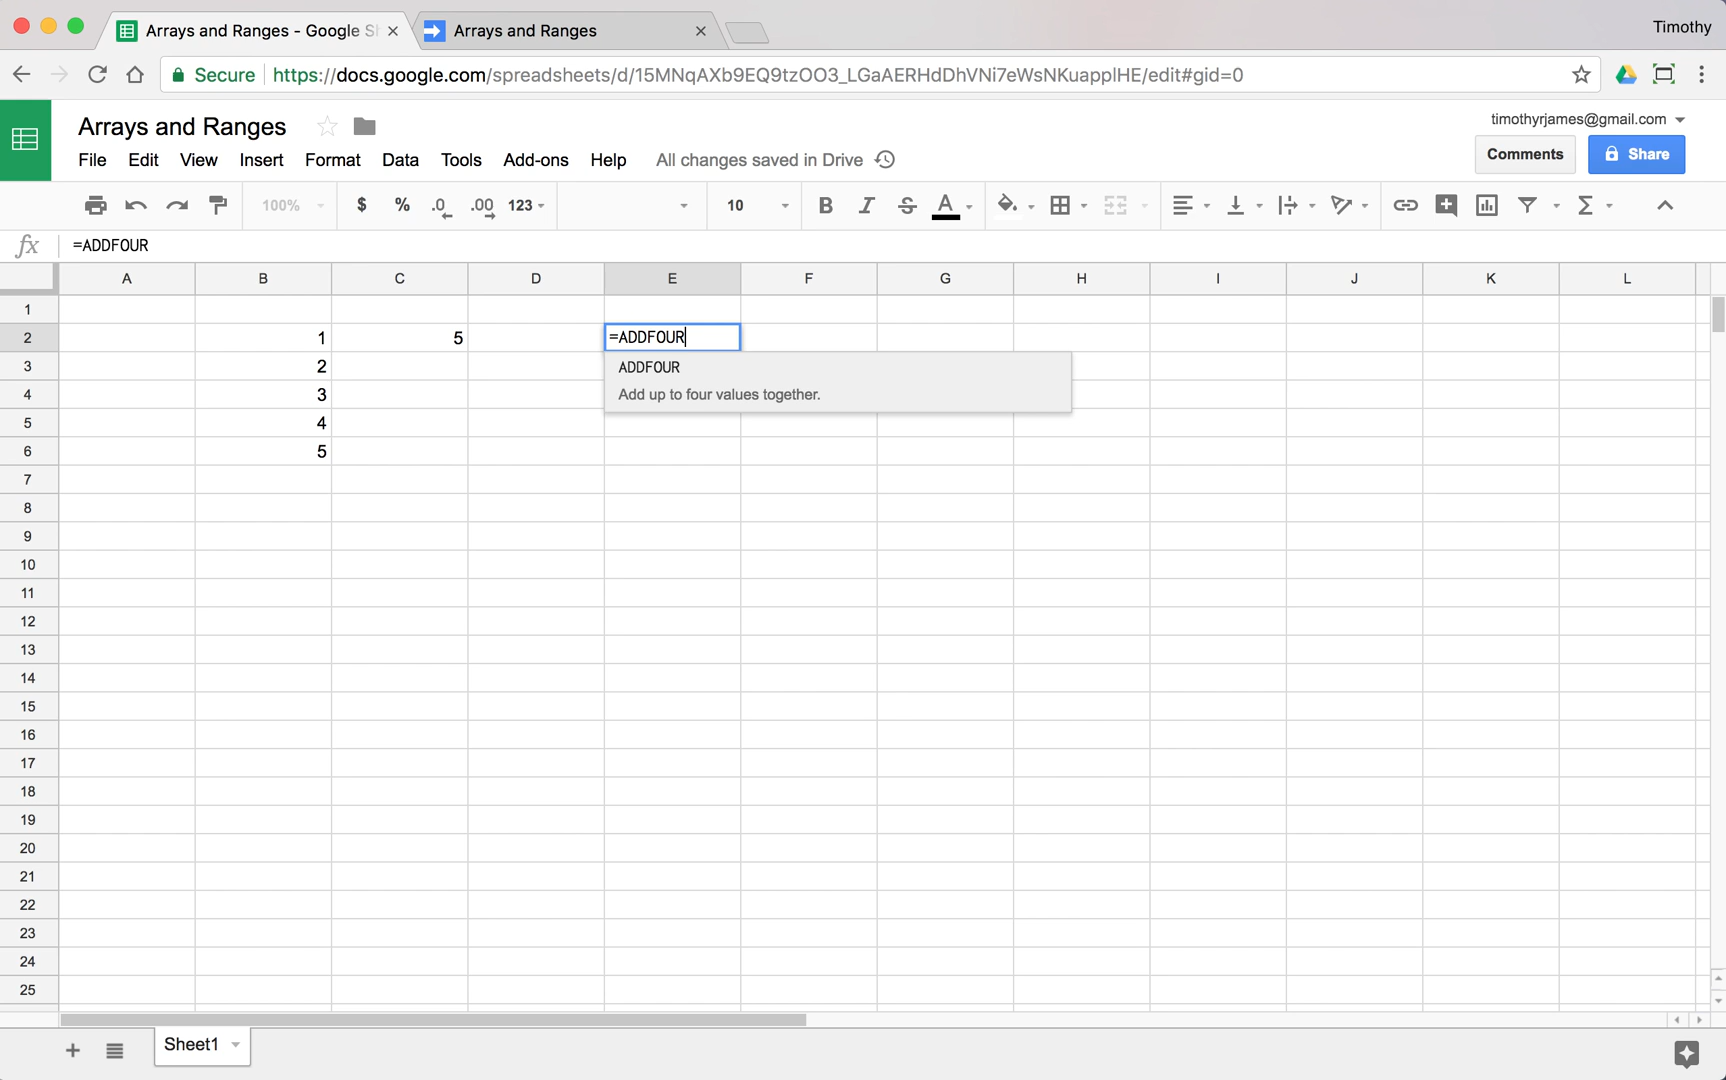 Arrays and Ranges - Google S
Arrays and Ranges
Timothy
Secure https://docs.google.com/spreadsheets/d/15MNqAXb9EQ9tzOO3_LGaAERHdDhVNi7eWsNKuapplHE/edit#gid=0
Arrays and Ranges
timothyrjames@gmail.com
File Edit View Insert Format Data Tools Add-ons Help All changes saved in Drive
Comments Share
100% $ % .0 .00 123 10 B I S A
fx =ADDFOUR
A B C D E F G H I J K L
1
2 1 5 =ADDFOUR
3 2 ADDFOUR
4 3 Add up to four values together.
5 4
6 5
7
8
9
10
11
12
13
14
15
16
17
18
19
20
21
22
23
24
25
Sheet1